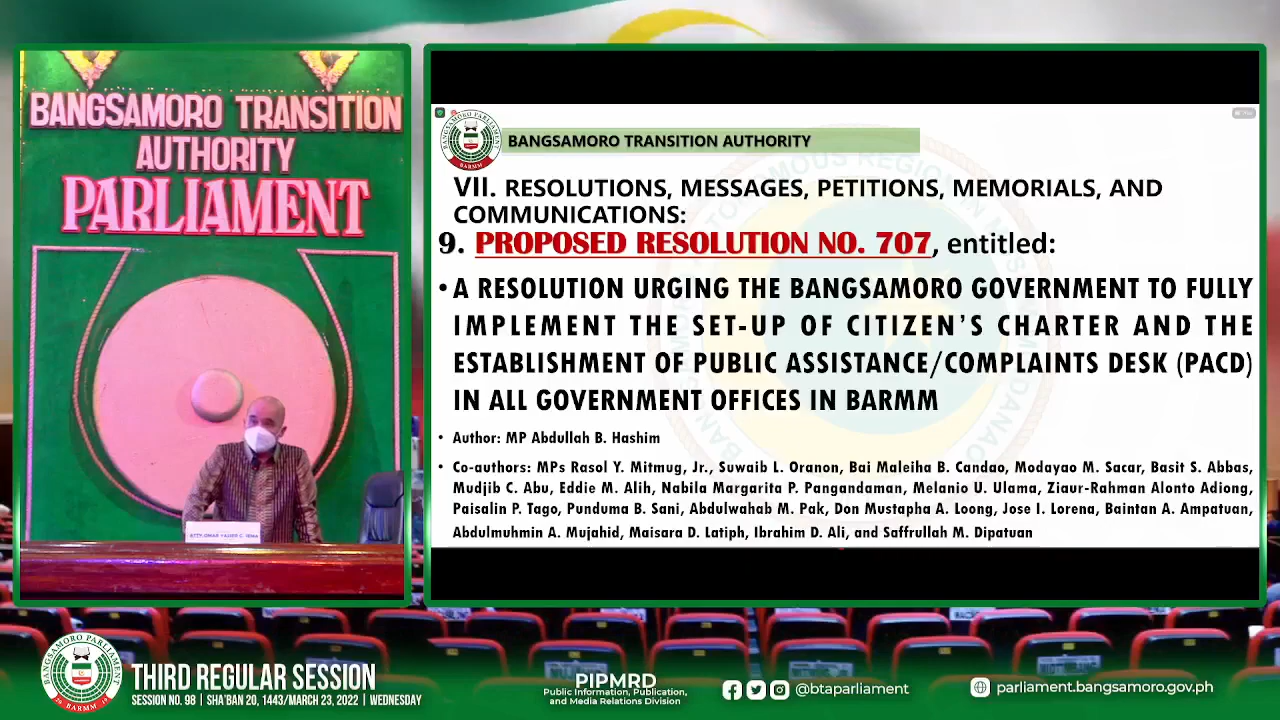 BANGSAMORO TRANSITION
AUTHORITY
PARLIAMENT
BANGSAMORO TRANSITION AUTHORITY
VII. RESOLUTIONS, MESSAGES, PETITIONS, MEMORIALS, AND
COMMUNICATIONS:
9. PROPOSED RESOLUTION NO. 707, entitled:
• A RESOLUTION URGING THE BANGSAMORO GOVERNMENT TO FULLY
IMPLEMENT THE SET-UP OF CITIZEN'S CHARTER AND THE
ESTABLISHMENT OF PUBLIC ASSISTANCE/COMPLAINTS DESK (PACD)
IN ALL GOVERNMENT OFFICES IN BARMM
• Author: MP Abdullah B. Hashim
• Co-authors: MPs Rasol Y. Mitmug, Jr., Suwaib L. Oranon, Bai Maleiha B. Candao, Modayao M. Sacar, Basit S. Abbas,
Mudjib C. Abu, Eddie M. Alih, Nabila Margarita P. Pangandaman, Melanio U. Ulama, Ziaur-Rahman Alonto Adiong,
Paisalin P. Tago, Punduma B. Sani, Abdulwahab M. Pak, Don Mustapha A. Loong, Jose I. Lorena, Baintan A. Ampatuan,
Abdulmuhmin A. Mujahid, Maisara D. Latiph, Ibrahim D. Ali, and Saffrullah M. Dipatuan
BANGSAMORO PARLIAMENT
BARMM
THIRD REGULAR SESSION
SESSION NO. 98 | SHA'BAN 20, 1443/MARCH 23, 2022 | WEDNESDAY
PIPMRD
Public Information, Publication,
and Media Relations Division
@btaparliament
parliament.bangsamoro.gov.ph